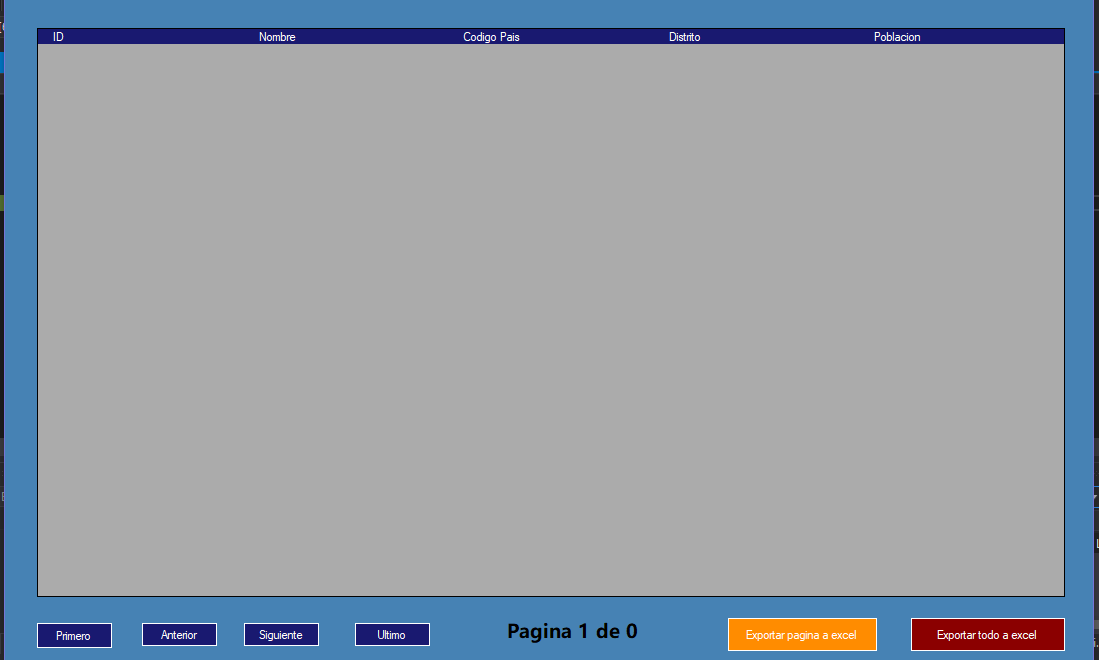 ID Nombre Codigo Pais Distrito Poblacion
Primero Anterior Siguiente Ultimo Pagina 1 de 0 Exportar pagina a excel Exportar todo a excel